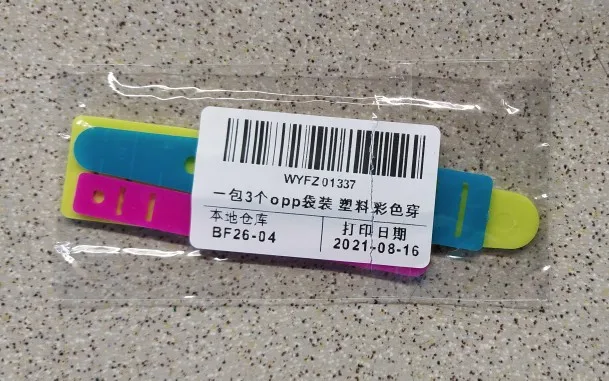 WYFZ01337
一包3个opp袋装 塑料彩色穿
本地仓库
BF26-04
打印日期
2021-08-16